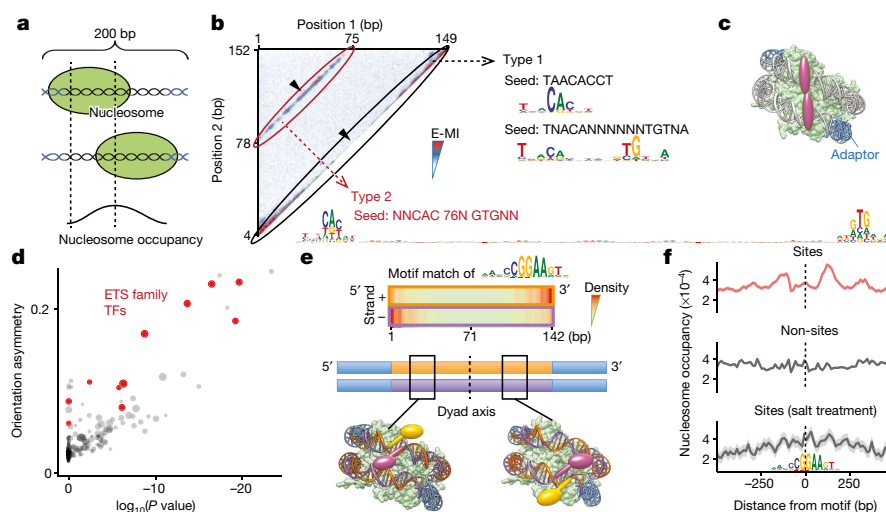 a
200 bp
Nucleosome
Nucleosome occupancy
b
Position 1 (bp)
1
75
149
152
78
4
Position 2 (bp)
E-MI
Type 1
Seed: TAACACCT
Seed: TNACANNNNNNTGTNA
Type 2
Seed: NNCAC 76N GTGNN
c
Adaptor
d
ETS family
TFs
Orientation asymmetry
0.2
0
0
−10
−20
log10(P value)
e
Motif match of
CGGAA
5′
3′
Density
Strand
+
−
1
71
142
(bp)
5′
3′
Dyad axis
f
Sites
4
2
Non-sites
4
2
Sites (salt treatment)
4
2
Nucleosome occupancy (×10−4)
−250
0
250
Distance from motif (bp)